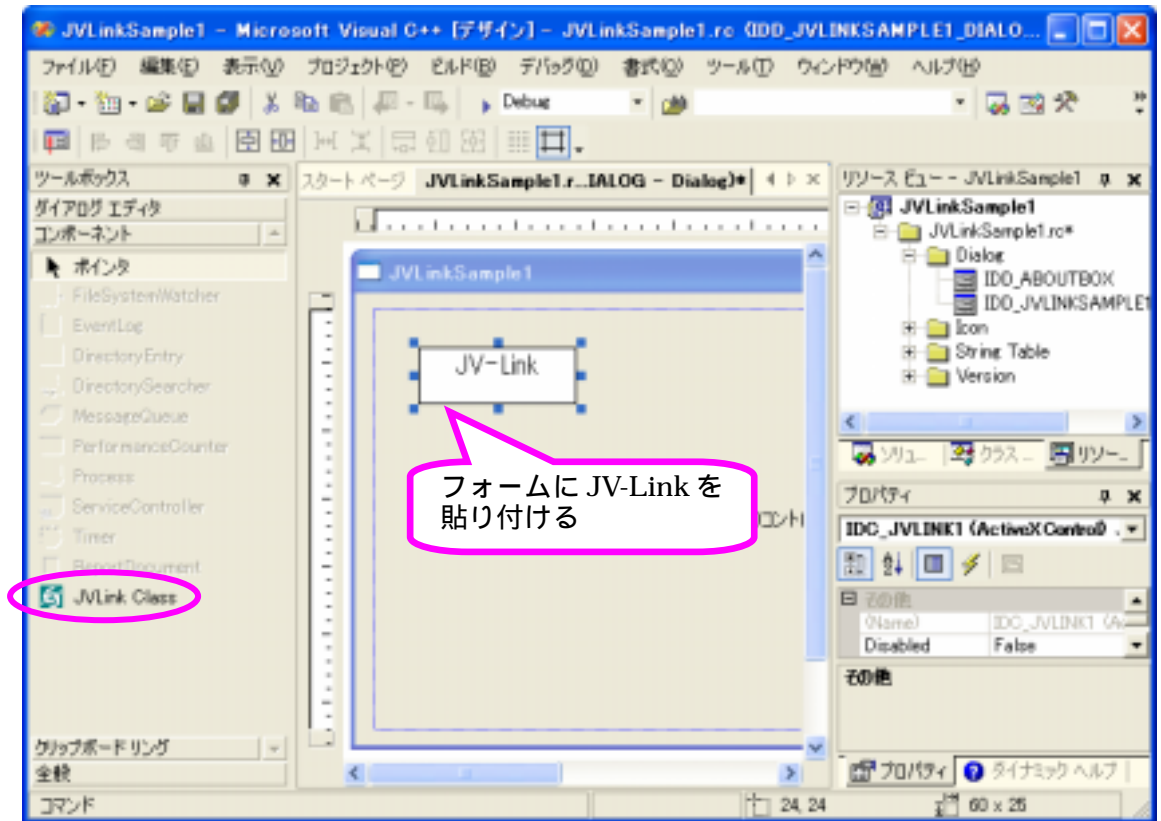 JVLinkSample1 - Microsoft Visual C++ [デザイン] - JVLinkSample1.rc (IDD_JVLINKSAMPLE1_DIALO...
ファイル(F) 編集(E) 表示(V) プロジェクト(P) ビルド(B) デバッグ(D) 書式(O) ツール(T) ウィンドウ(W) ヘルプ(H)
Debug
ツールボックス
ダイアログ エディタ
コンポーネント
ポインタ
FileSystemWatcher
EventLog
DirectoryEntry
DirectorySearcher
MessageQueue
PerformanceCounter
Process
ServiceController
Timer
ReportDocument
JVLink Class
クリップボード リング
全般
スタート ページ JVLinkSample1.r...IALOG - Dialog)*
JVLinkSample1
JV-Link
フォームに JV-Link を
貼り付ける
コントロ
リソース ビュー - JVLinkSample1
JVLinkSample1
JVLinkSample1.rc*
Dialog
IDD_ABOUTBOX
IDD_JVLINKSAMPLE1
Icon
String Table
Version
ソリュ... クラス ... リソー...
プロパティ
IDC_JVLINK1 (ActiveX Control)
その他
(Name) IDC_JVLINK1 (Ac
Disabled False
その他
プロパティ ダイナミック ヘルプ
コマンド 24, 24 60 x 25